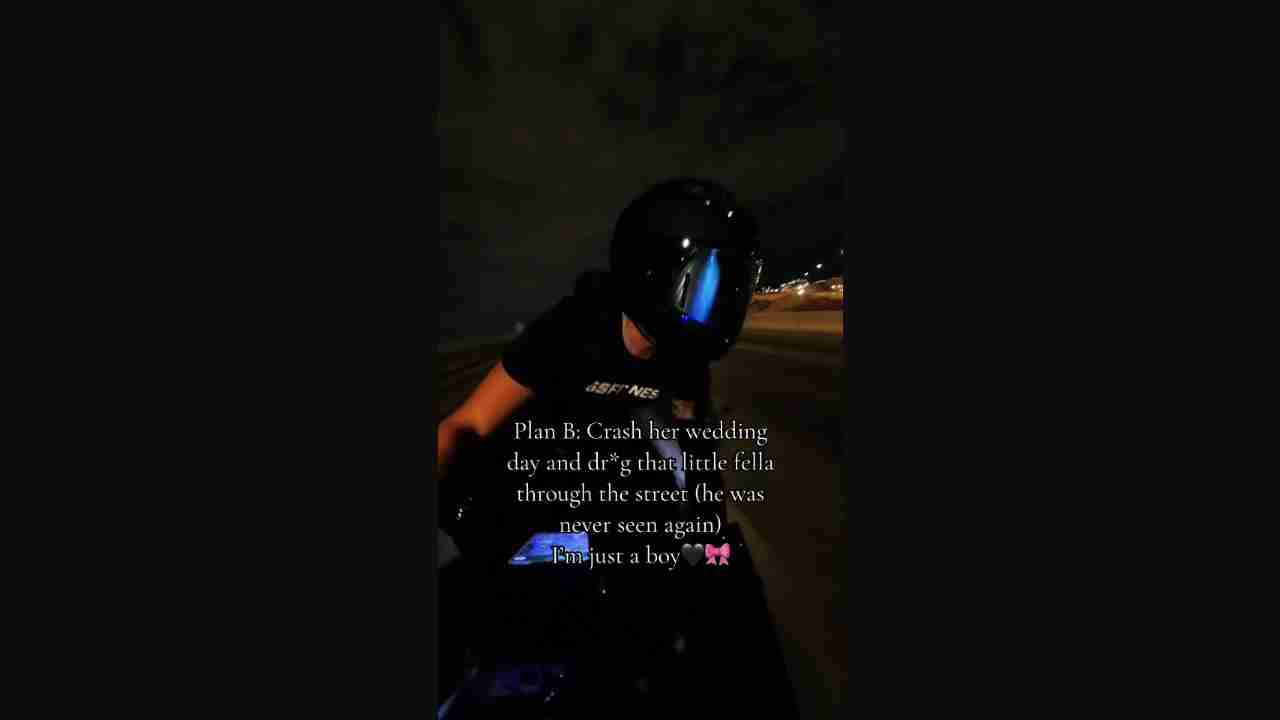 Plan B: Crash her wedding
day and dr*g that little fella
through the street (he was
never seen again)
I'm just a boy🖤🎀